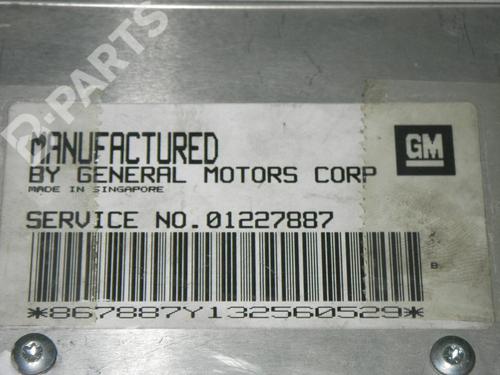 B-PARTS
MANUFACTURED
BY GENERAL MOTORS CORP
MADE IN SINGAPORE
GM
SERVICE NO.01227887
B
*867887Y132560529*